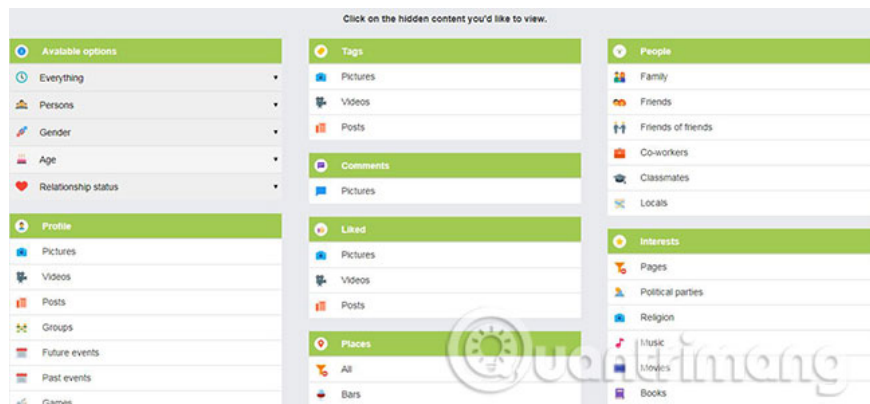 Click on the hidden content you'd like to view.
Available options
Everything
Persons
Gender
Age
Relationship status
Profile
Pictures
Videos
Posts
Groups
Future events
Past events
Games
Tags
Pictures
Videos
Posts
Comments
Pictures
Liked
Pictures
Videos
Posts
Places
All
Bars
People
Family
Friends
Friends of friends
Co-workers
Classmates
Locals
Interests
Pages
Political parties
Religion
Music
Movies
Books
Quantrimang